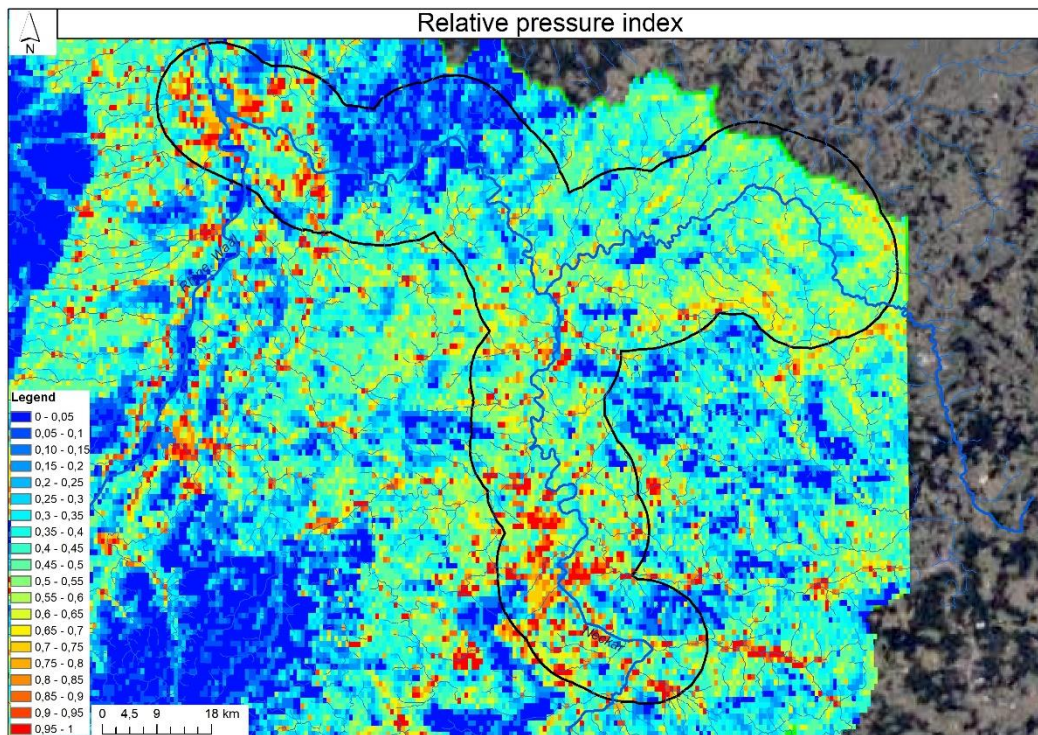 Relative pressure index
N
Rhine Waal
Legend
0 - 0,05
0,05 - 0,1
0,10 - 0,15
0,15 - 0,2
0,20 - 0,25
0,25 - 0,3
0,3 - 0,35
0,35 - 0,4
0,4 - 0,45
0,45 - 0,5
0,5 - 0,55
0,55 - 0,6
0,6 - 0,65
0,65 - 0,7
0,7 - 0,75
0,75 - 0,8
0,8 - 0,85
0,85 - 0,9
0,9 - 0,95
0,95 - 1
Neckar
0 4,5 9 18 km